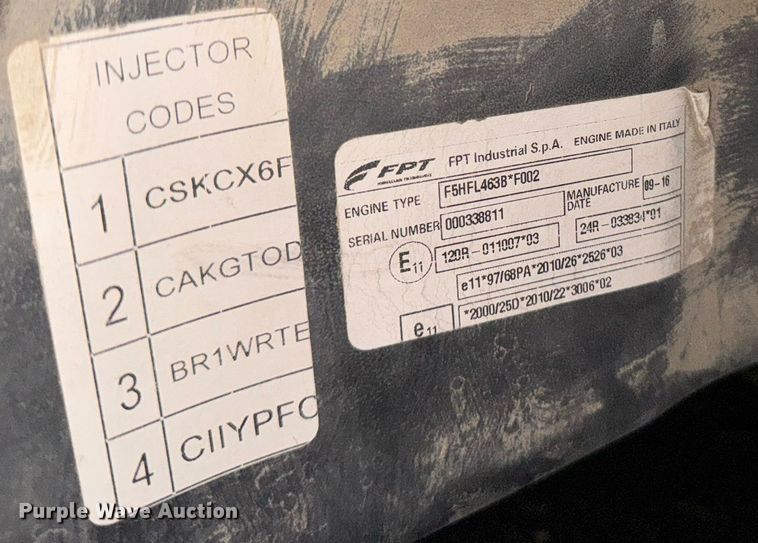 INJECTOR
CODES
1 CSKCX6F
2 CAKGTOD
3 BR1WRTE
4 CIIYPFC
FPT FPT Industrial S.p.A. ENGINE MADE IN ITALY
ENGINE TYPE F5HFL463B*F002
SERIAL NUMBER 000338811 MANUFACTURE DATE 09-16
E11 120R-011007*03 24R-03383
e11*97/68PA*2010/26*2526*03
e11 *2000/25D*2010/22*3006*02
Purple Wave Auction